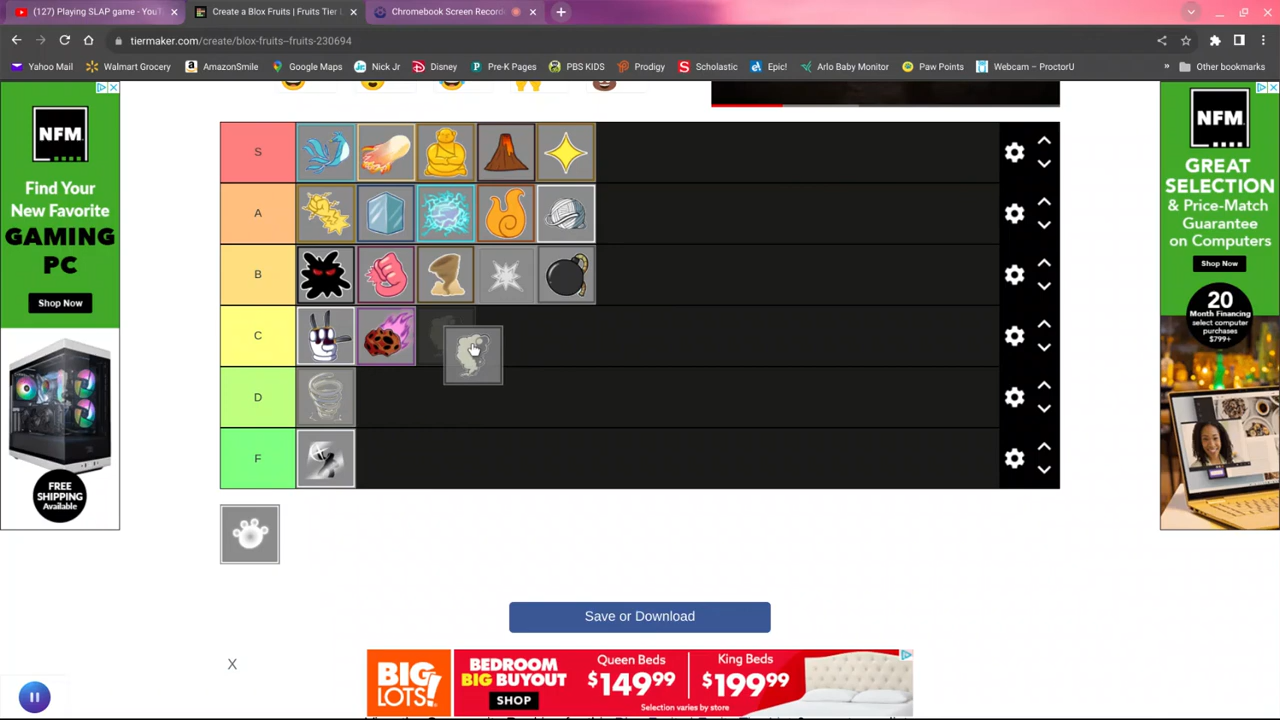 (127) Playing SLAP game - YouT
Create a Blox Fruits | Fruits Tier L
Chromebook Screen Record
tiermaker.com/create/blox-fruits--fruits-230694
Yahoo Mail
Walmart Grocery
AmazonSmile
Google Maps
Nick Jr
Disney
Pre-K Pages
PBS KIDS
Prodigy
Scholastic
Epic!
Arlo Baby Monitor
Paw Points
Webcam – ProctorU
»
Other bookmarks
NFM
Find Your
New Favorite
GAMING
PC
Shop Now
FREE
SHIPPING
Available
S
A
B
C
D
F
Save or Download
X
BIG
LOTS!
BEDROOM
BIG BUYOUT
SHOP
Queen Beds
$149.99
King Beds
$199.99
Selection varies by store
NFM
GREAT
SELECTION
& Price-Match
Guarantee
on Computers
Shop Now
20
Month Financing
select computer
purchases
$799+